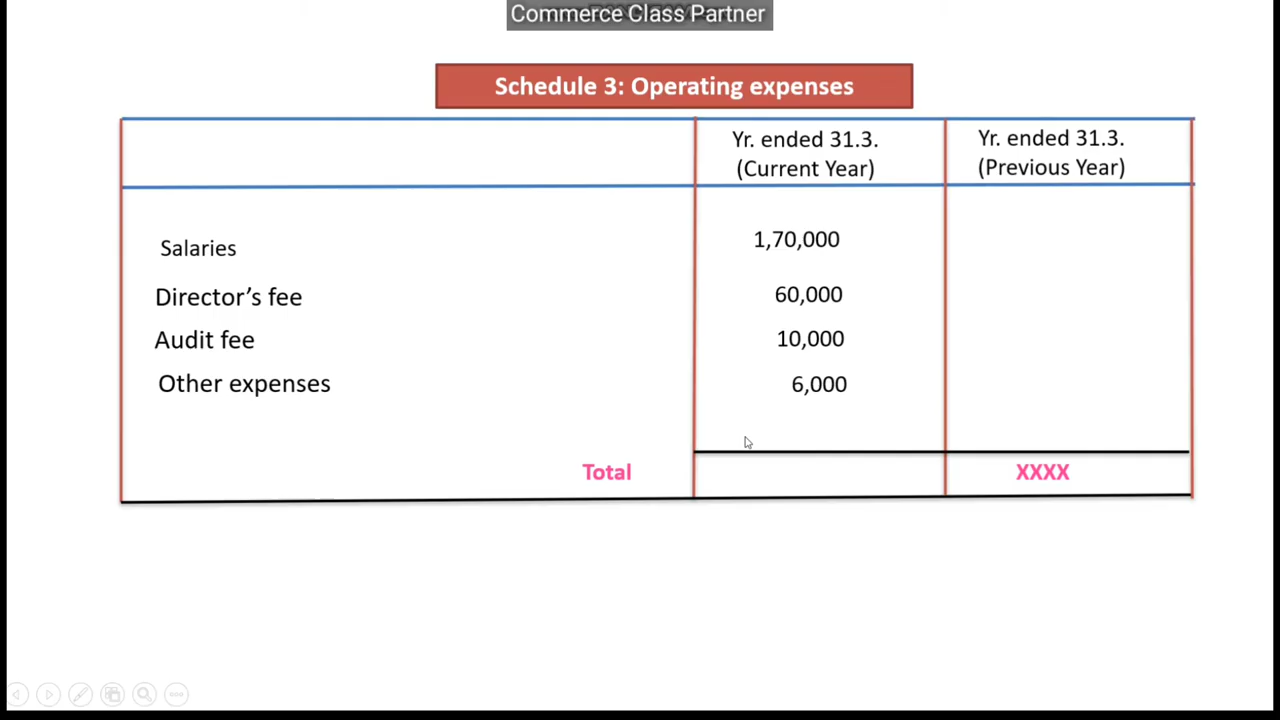 Commerce Class Partner
Schedule 3: Operating expenses
Yr. ended 31.3. Yr. ended 31.3.
(Current Year) (Previous Year)
Salaries 1,70,000
Director’s fee 60,000
Audit fee 10,000
Other expenses 6,000
Total XXXX